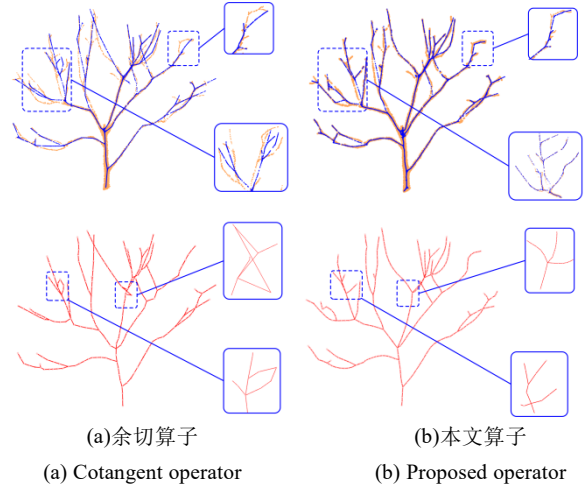 (a)余切算子
(b)本文算子
(a) Cotangent operator
(b) Proposed operator